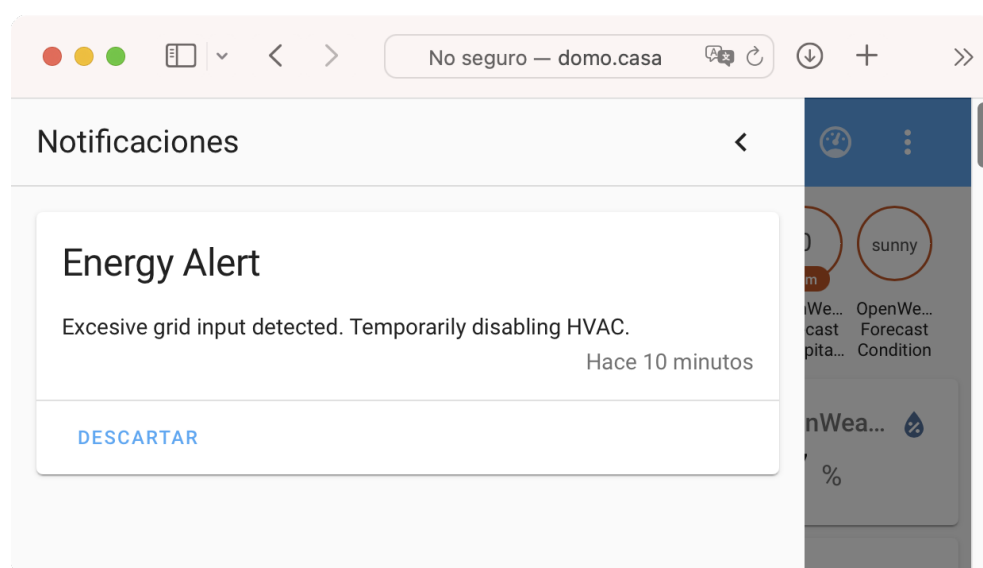 No seguro — domo.casa
Notificaciones
Energy Alert
Excesive grid input detected. Temporarily disabling HVAC.
Hace 10 minutos
DESCARTAR
sunny
OpenWe...
Forecast
Condition
nWea...
%